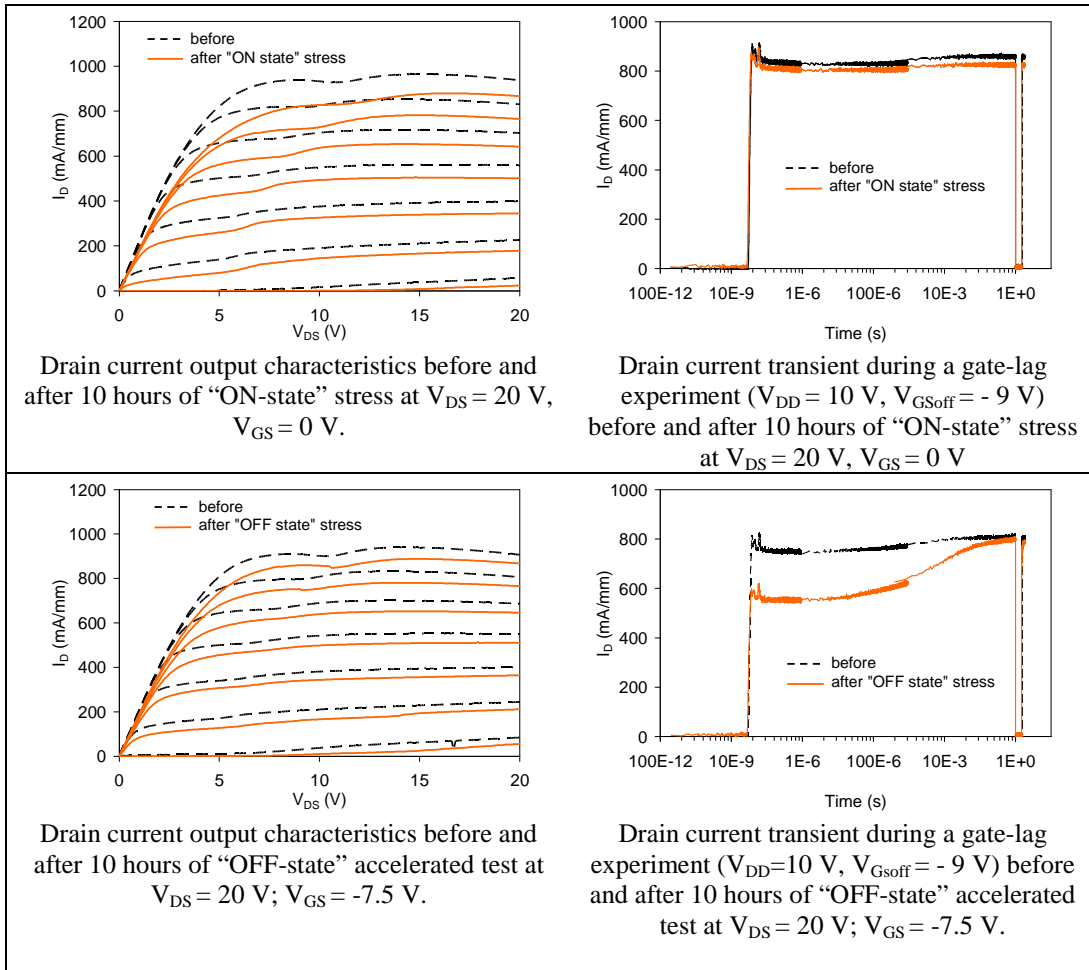 1200
1000
800
600
400
200
0
I_D (mA/mm)
before
after "ON state" stress
0 5 10 15 20
V_DS (V)
Drain current output characteristics before and
after 10 hours of “ON-state” stress at V_DS = 20 V,
V_GS = 0 V.
1000
800
600
400
200
0
I_D (mA/mm)
before
after "ON state" stress
100E-12 10E-9 1E-6 100E-6 10E-3 1E+0
Time (s)
Drain current transient during a gate-lag
experiment (V_DD = 10 V, V_GSoff = - 9 V)
before and after 10 hours of “ON-state” stress
at V_DS = 20 V, V_GS = 0 V
1200
1000
800
600
400
200
0
I_D (mA/mm)
before
after "OFF state" stress
0 5 10 15 20
V_DS (V)
Drain current output characteristics before and
after 10 hours of “OFF-state” accelerated test at
V_DS = 20 V; V_GS = -7.5 V.
1000
800
600
400
200
0
I_D (mA/mm)
before
after "OFF state" stress
100E-12 10E-9 1E-6 100E-6 10E-3 1E+0
Time (s)
Drain current transient during a gate-lag
experiment (V_DD=10 V, V_Gsoff = - 9 V) before
and after 10 hours of “OFF-state” accelerated
test at V_DS = 20 V; V_GS = -7.5 V.